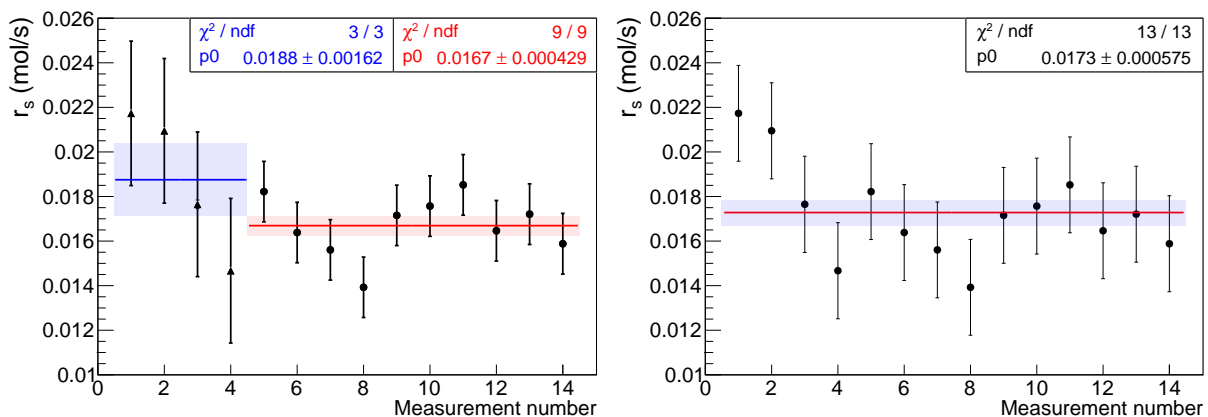 r_s (mol/s)
0.026
0.024
0.022
0.02
0.018
0.016
0.014
0.012
0.01
χ² / ndf 3 / 3
p0 0.0188 ± 0.00162
χ² / ndf 9 / 9
p0 0.0167 ± 0.000429
0 2 4 6 8 10 12 14
Measurement number
r_s (mol/s)
0.026
0.024
0.022
0.02
0.018
0.016
0.014
0.012
0.01
χ² / ndf 13 / 13
p0 0.0173 ± 0.000575
0 2 4 6 8 10 12 14
Measurement number